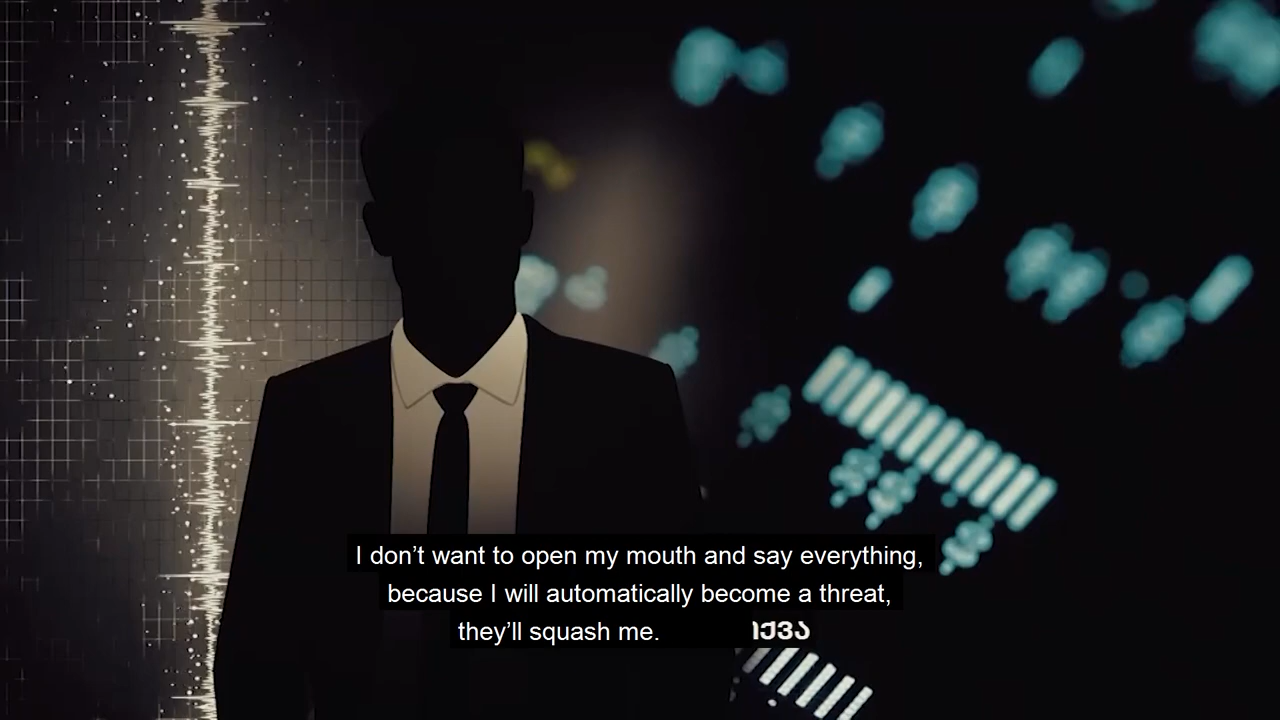 I don’t want to open my mouth and say everything,
because I will automatically become a threat,
they’ll squash me.